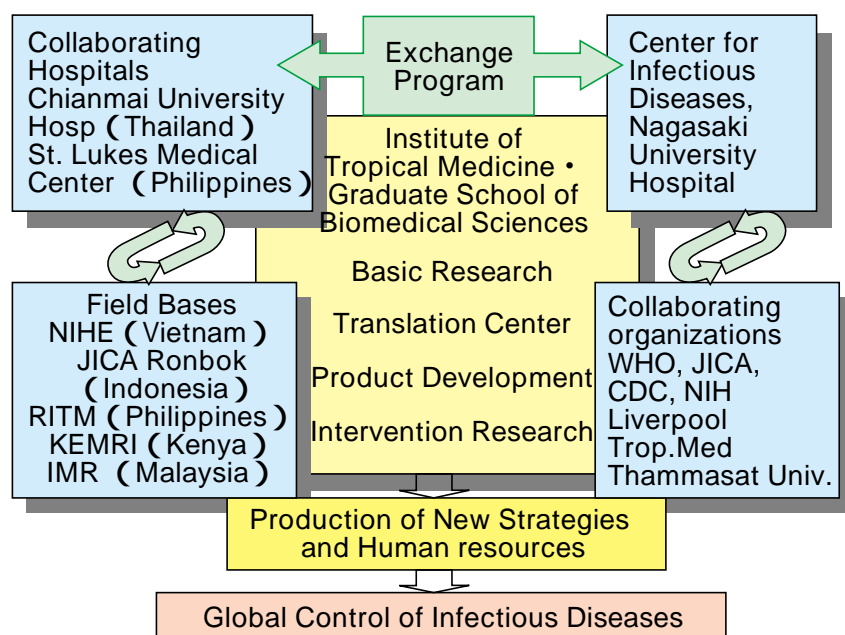 Collaborating
Hospitals
Chianmai University
Hosp (Thailand)
St. Lukes Medical
Center (Philippines)
Exchange
Program
Center for
Infectious
Diseases,
Nagasaki
University
Hospital
Institute of
Tropical Medicine・
Graduate School of
Biomedical Sciences
Basic Research
Translation Center
Product Development
Intervention Research
Field Bases
NIHE (Vietnam)
JICA Ronbok
(Indonesia)
RITM (Philippines)
KEMRI (Kenya)
IMR (Malaysia)
Collaborating
organizations
WHO, JICA,
CDC, NIH
Liverpool
Trop.Med
Thammasat Univ.
Production of New Strategies
and Human resources
Global Control of Infectious Diseases